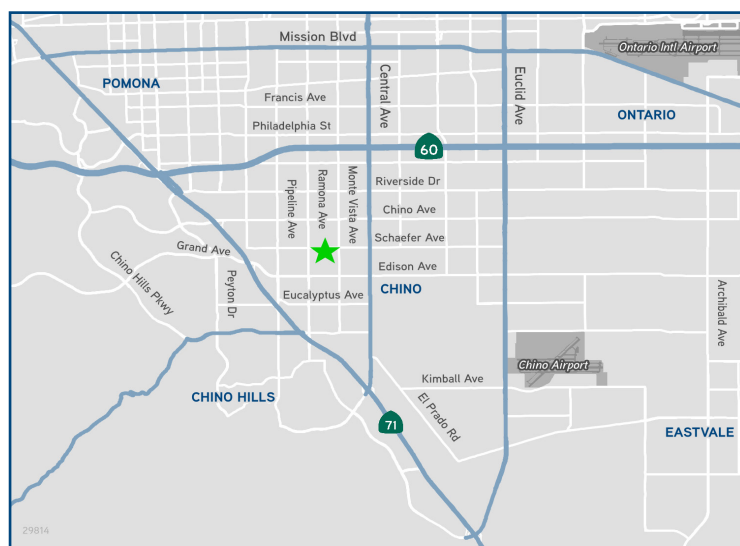 Mission Blvd
Ontario Intl Airport
POMONA
Central Ave
Euclid Ave
Francis Ave
ONTARIO
Philadelphia St
60
Riverside Dr
Pipeline Ave
Ramona Ave
Monte Vista Ave
Chino Ave
Schaefer Ave
Grand Ave
Edison Ave
Chino Hills Pkwy
Peyton Dr
Eucalyptus Ave
CHINO
Archibald Ave
Chino Airport
Kimball Ave
CHINO HILLS
El Prado Rd
71
EASTVALE
29814